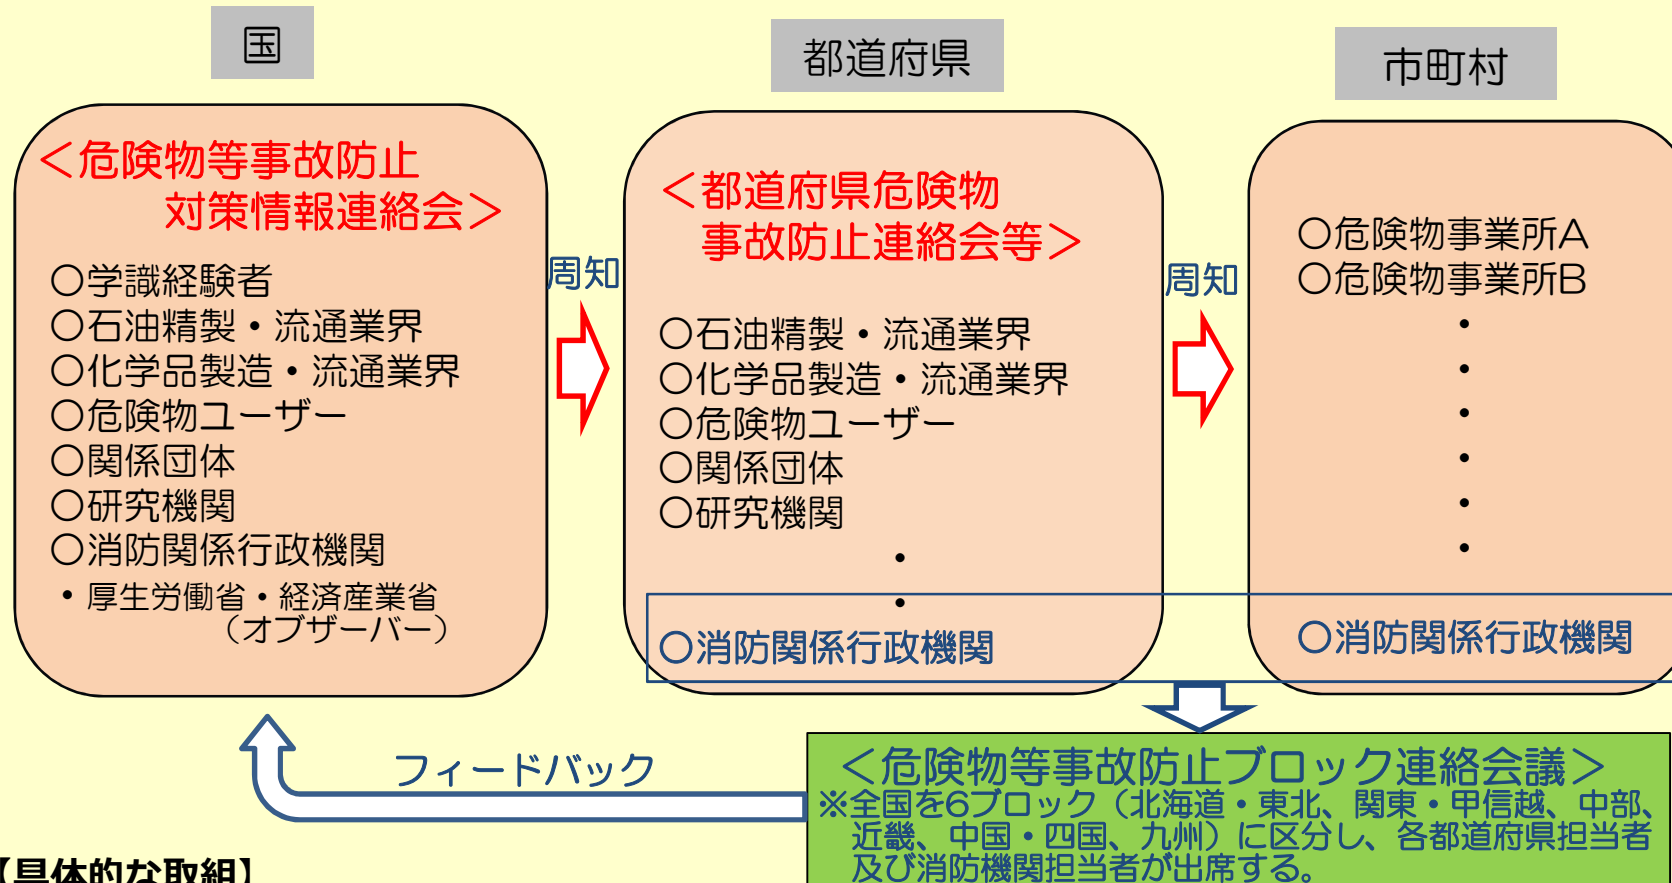 国
＜危険物等事故防止
対策情報連絡会＞
○学識経験者
○石油精製・流通業界
○化学品製造・流通業界
○危険物ユーザー
○関係団体
○研究機関
○消防関係行政機関
・厚生労働省・経済産業省
（オブザーバー）
周知
都道府県
＜都道府県危険物
事故防止連絡会等＞
○石油精製・流通業界
○化学品製造・流通業界
○危険物ユーザー
○関係団体
○研究機関
・
・
○消防関係行政機関
周知
市町村
○危険物事業所A
○危険物事業所B
・
・
・
・
・
・
○消防関係行政機関
フィードバック
＜危険物等事故防止ブロック連絡会議＞
※全国を6ブロック（北海道・東北、関東・甲信越、中部、
近畿、中国・四国、九州）に区分し、各都道府県担当者
及び消防機関担当者が出席する。
【具体的な取組】